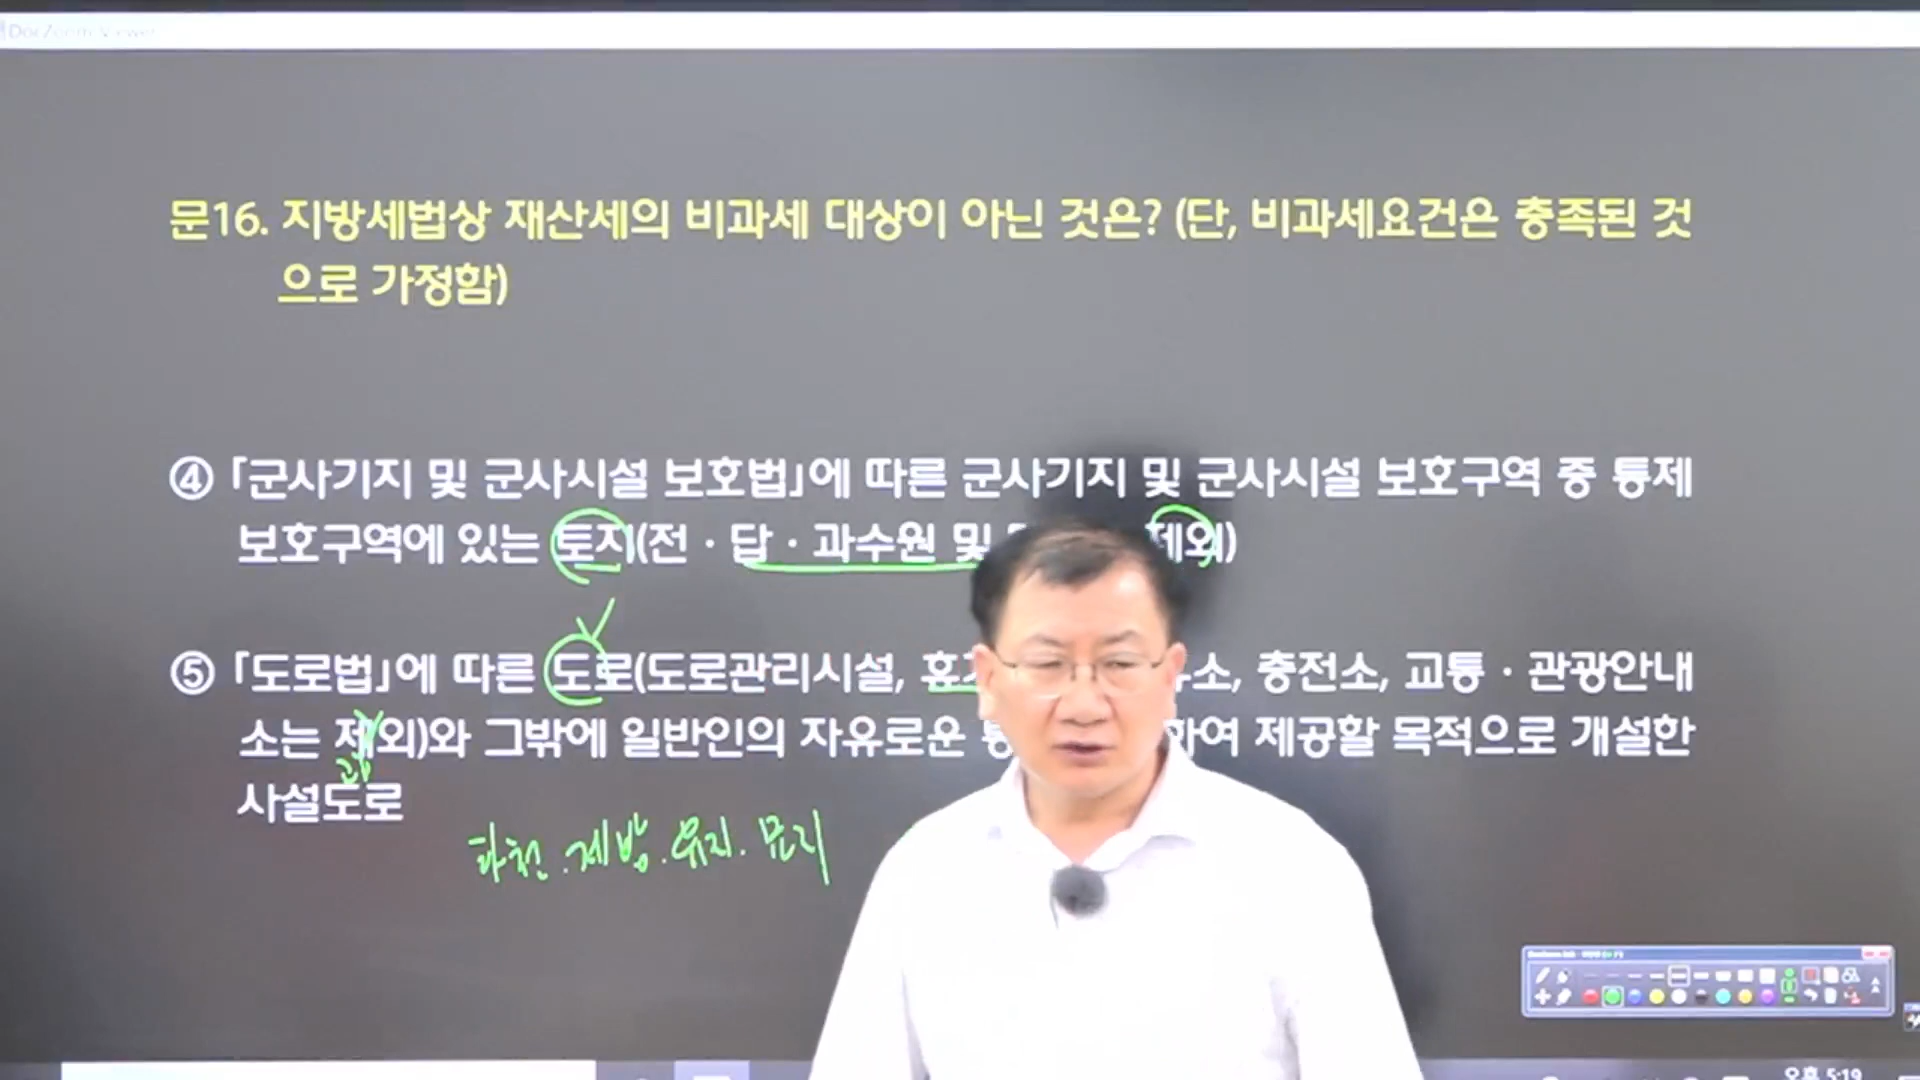 DocZoom Viewer
문16. 지방세법상 재산세의 비과세 대상이 아닌 것은? (단, 비과세요건은 충족된 것
으로 가정함)
④ 「군사기지 및 군사시설 보호법」에 따른 군사기지 및 군사시설 보호구역 중 통제
보호구역에 있는 토지(전 · 답 · 과수원 및 제외)
⑤ 「도로법」에 따른 도로(도로관리시설, 소, 충전소, 교통 · 관광안내
소는 제외)와 그밖에 일반인의 자유로운 제공할 목적으로 개설한
사설도로
하천. 제방. 유지. 묘지
오후 5:19